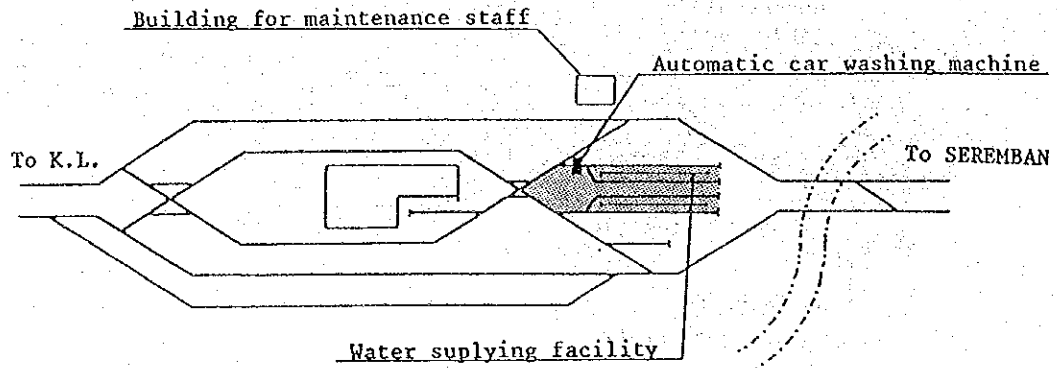 Building for maintenance staff
Automatic car washing machine
To K.L.
To SEREMBAN
Water suplying facility